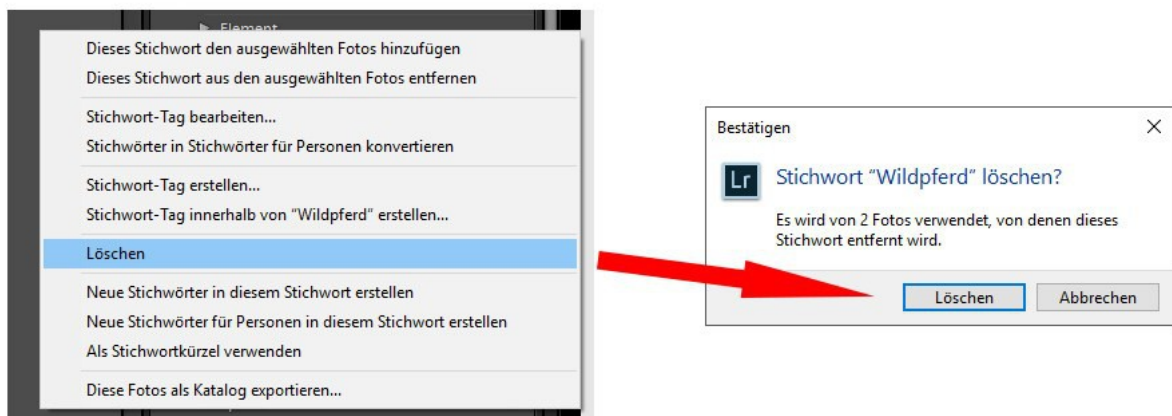 Element
Dieses Stichwort den ausgewählten Fotos hinzufügen
Dieses Stichwort aus den ausgewählten Fotos entfernen
Stichwort-Tag bearbeiten...
Stichwörter in Stichwörter für Personen konvertieren
Stichwort-Tag erstellen...
Stichwort-Tag innerhalb von “Wildpferd” erstellen...
Löschen
Neue Stichwörter in diesem Stichwort erstellen
Neue Stichwörter für Personen in diesem Stichwort erstellen
Als Stichwortkürzel verwenden
Diese Fotos als Katalog exportieren...
Bestätigen
Lr
Stichwort “Wildpferd” löschen?
Es wird von 2 Fotos verwendet, von denen dieses
Stichwort entfernt wird.
Löschen Abbrechen